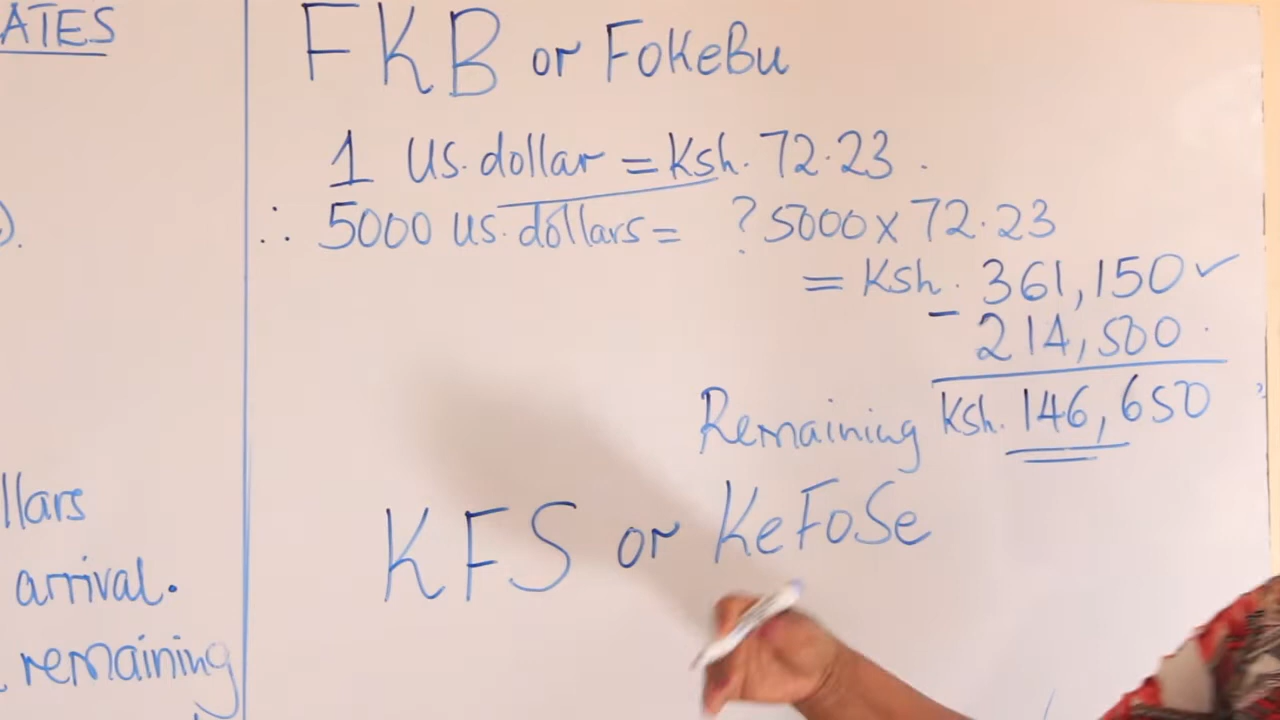 ATES
).
llars
arrival.
remaining
FKB or FoKeBu
1 US.dollar = Ksh. 72.23.
∴ 5000 US.dollars = ? 5000 x 72.23
= Ksh. 361,150 ✓
- 214,500.
Remaining Ksh. 146,650
KFS or KeFoSe